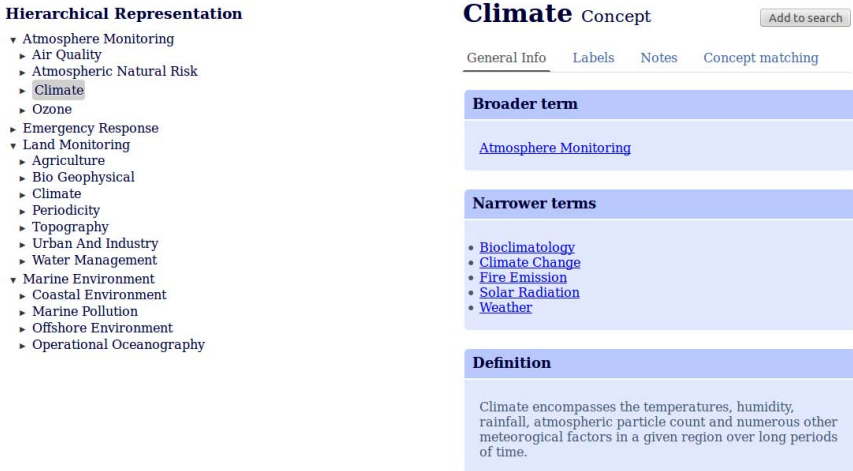 Hierarchical Representation
Atmosphere Monitoring
Air Quality
Atmospheric Natural Risk
Climate
Ozone
Emergency Response
Land Monitoring
Agriculture
Bio Geophysical
Climate
Periodicity
Topography
Urban And Industry
Water Management
Marine Environment
Coastal Environment
Marine Pollution
Offshore Environment
Operational Oceanography
Climate Concept
Add to search
General Info Labels Notes Concept matching
Broader term
Atmosphere Monitoring
Narrower terms
Bioclimatology
Climate Change
Fire Emission
Solar Radiation
Weather
Definition
Climate encompasses the temperatures, humidity,
rainfall, atmospheric particle count and numerous other
meteorogical factors in a given region over long periods
of time.